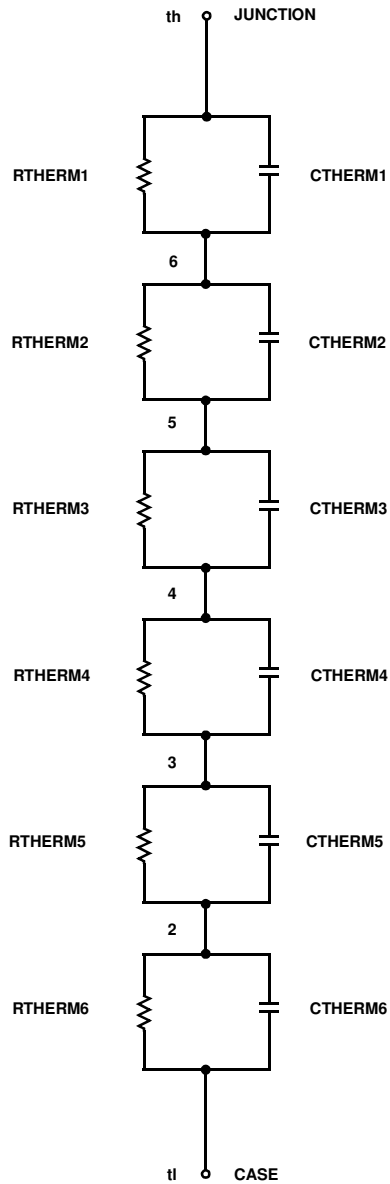 th JUNCTION
RTHERM1 CTHERM1
6
RTHERM2 CTHERM2
5
RTHERM3 CTHERM3
4
RTHERM4 CTHERM4
3
RTHERM5 CTHERM5
2
RTHERM6 CTHERM6
tl CASE